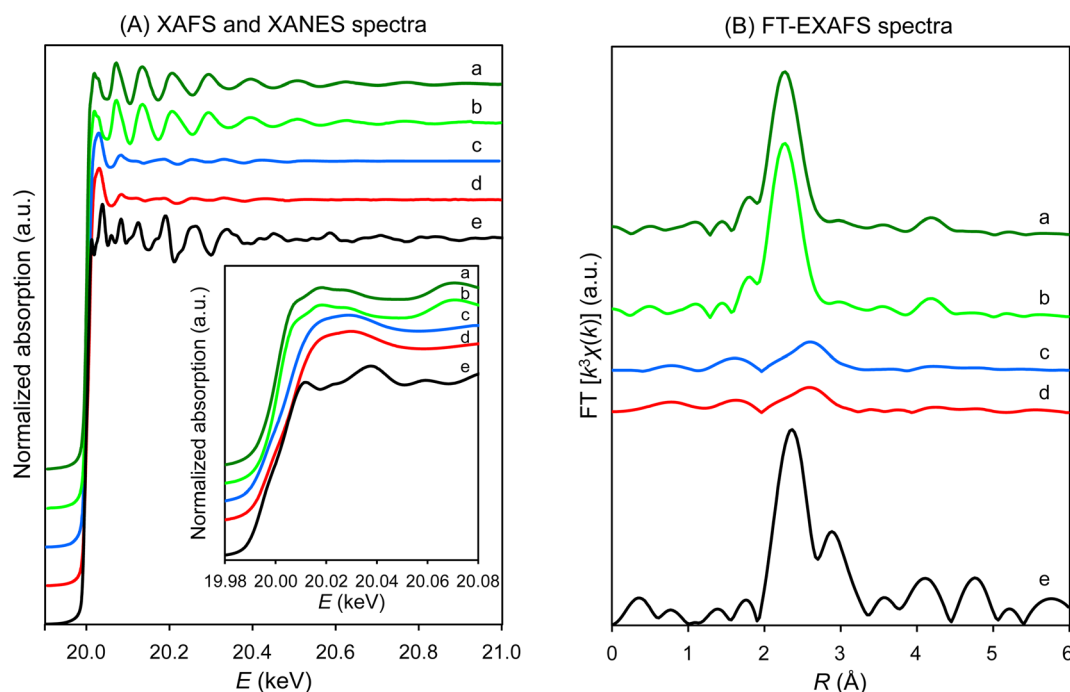 (A) XAFS and XANES spectra
Normalized absorption (a.u.)
a
b
c
d
e
Normalized absorption (a.u.)
a
b
c
d
e
19.98 20.00 20.02 20.04 20.06 20.08
E (keV)
20.0 20.2 20.4 20.6 20.8 21.0
E (keV)
(B) FT-EXAFS spectra
FT [k³χ(k)] (a.u.)
a
b
c
d
e
0 1 2 3 4 5 6
R (Å)